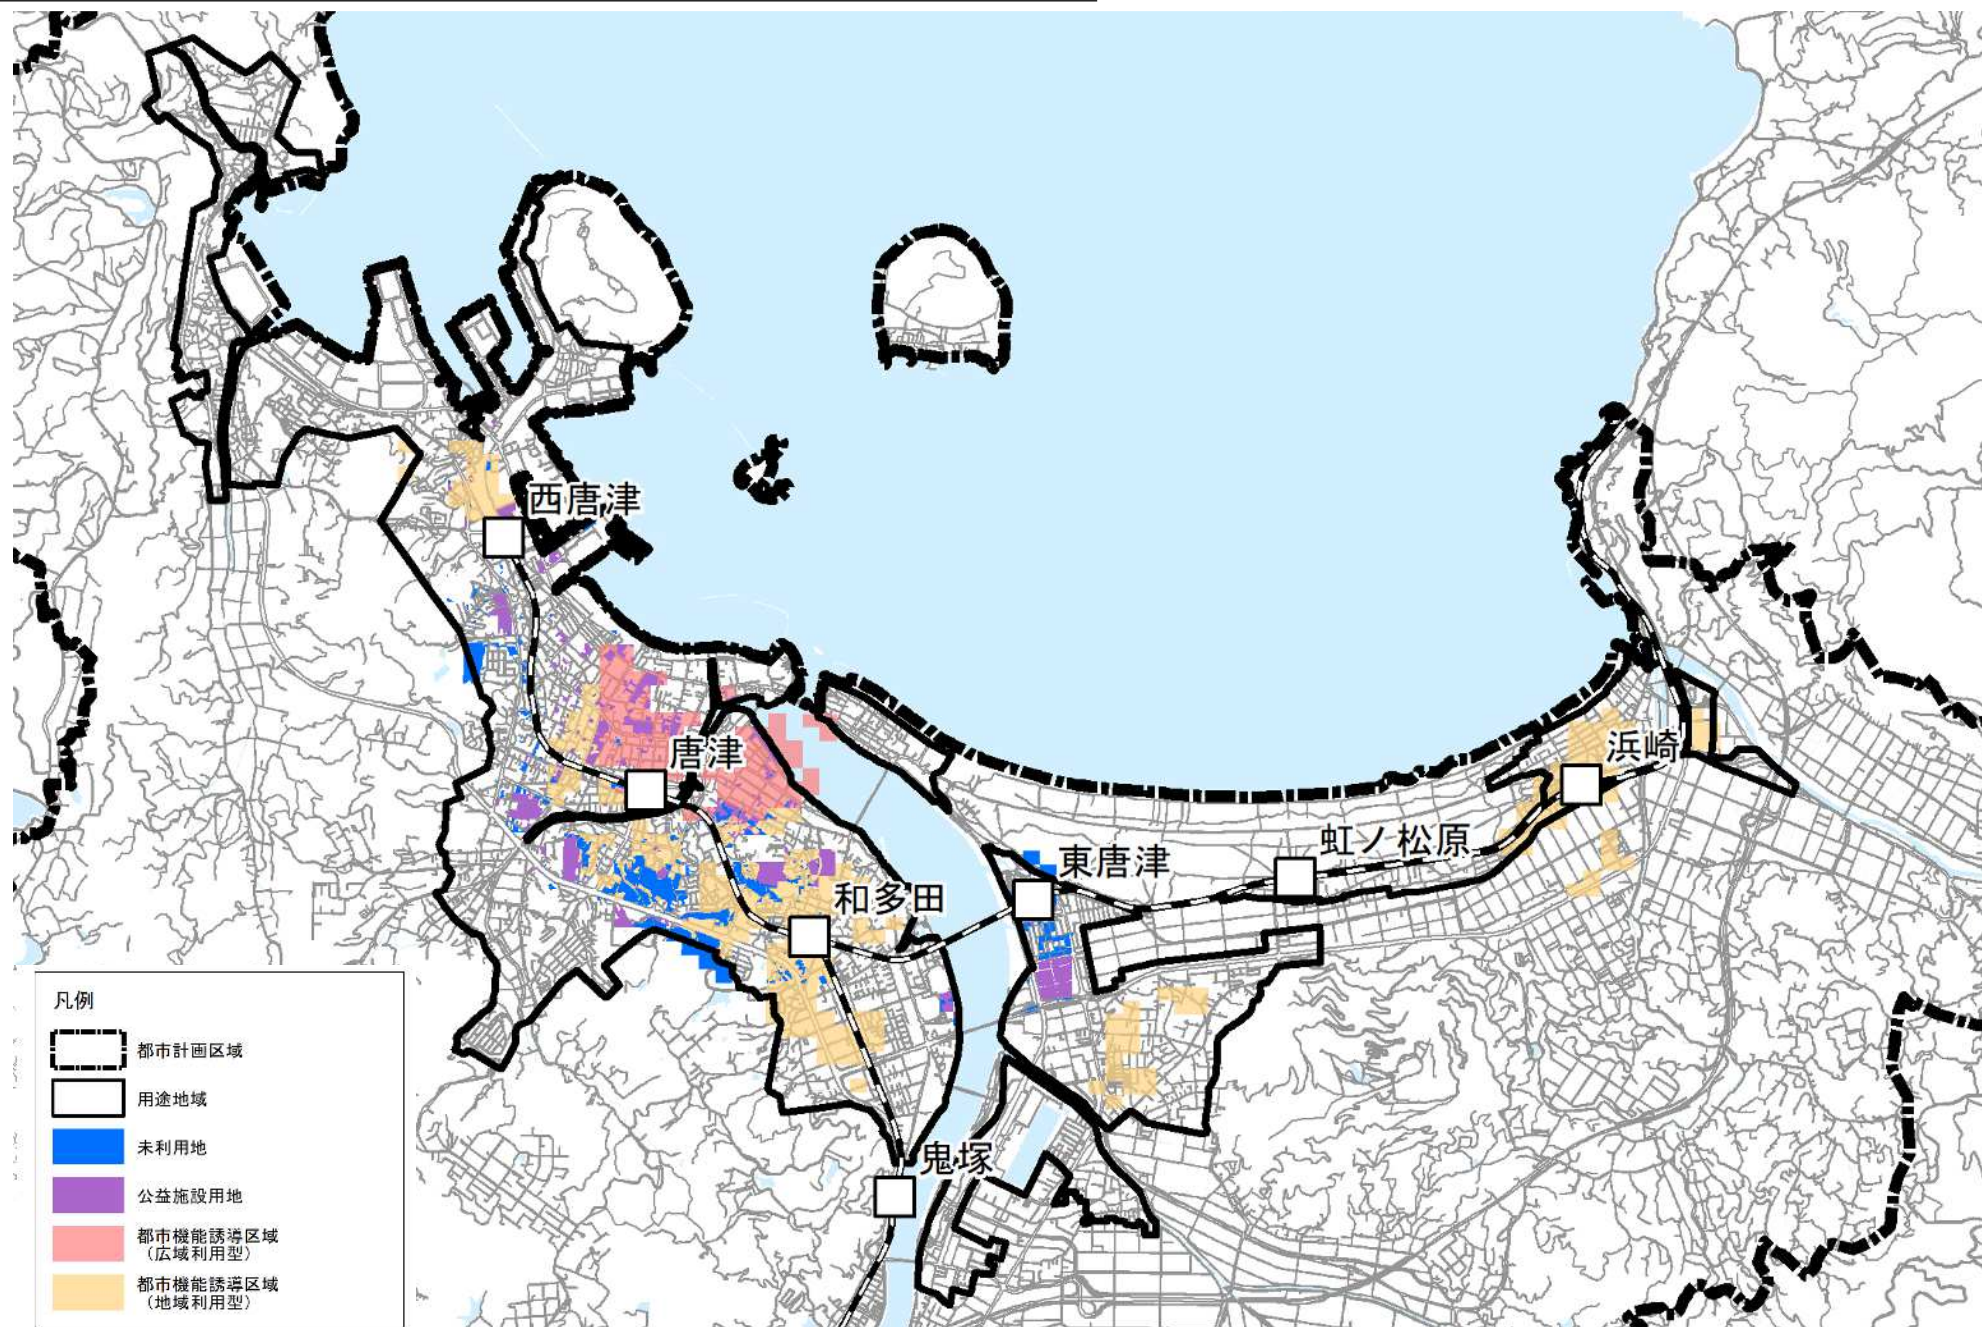 西唐津
唐津
浜崎
虹ノ松原
東唐津
和多田
鬼塚
凡例
都市計画区域
用途地域
未利用地
公益施設用地
都市機能誘導区域
（広域利用型）
都市機能誘導区域
（地域利用型）